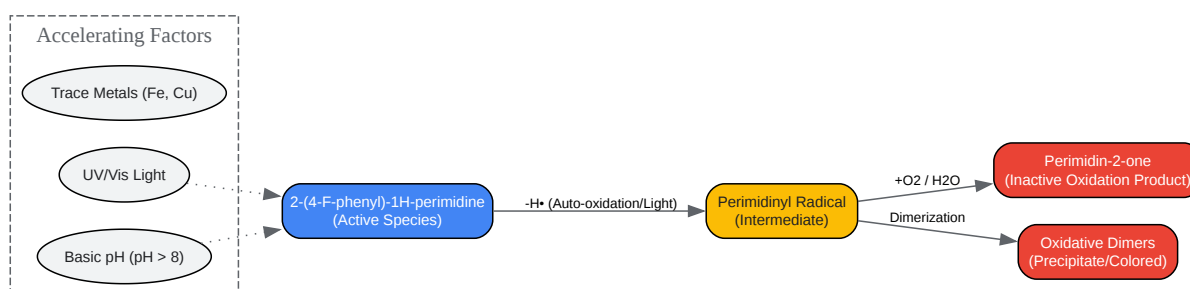 Accelerating Factors
Trace Metals (Fe, Cu)
UV/Vis Light
Basic pH (pH > 8)
2-(4-F-phenyl)-1H-perimidine
(Active Species)
-H• (Auto-oxidation/Light)
Perimidinyl Radical
(Intermediate)
+O2 / H2O
Dimerization
Perimidin-2-one
(Inactive Oxidation Product)
Oxidative Dimers
(Precipitate/Colored)